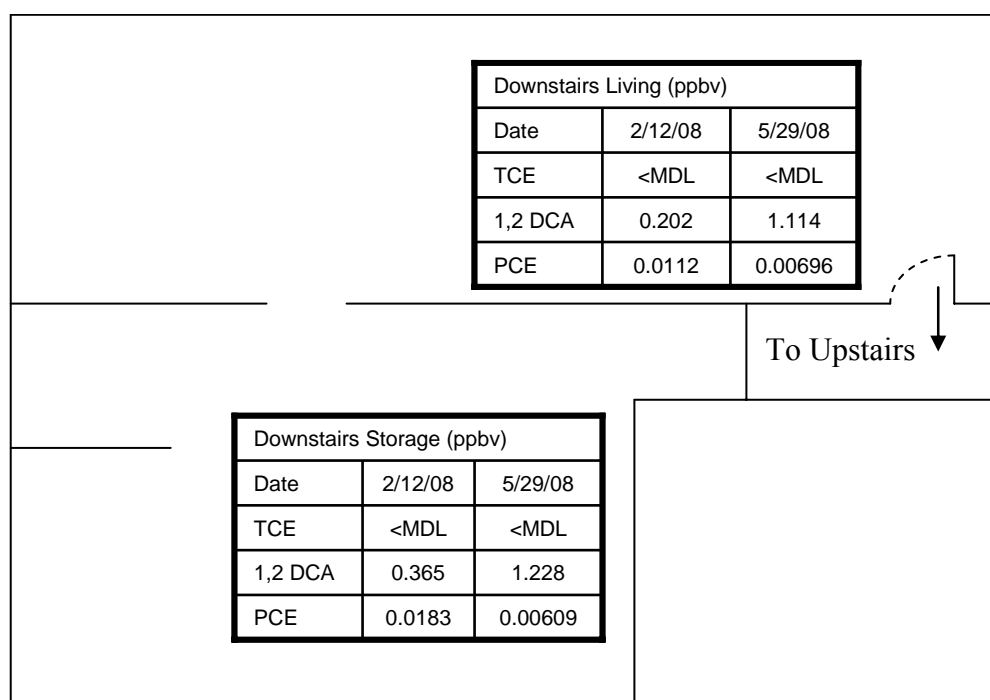 Downstairs Living (ppbv)
Date 2/12/08 5/29/08
TCE <MDL <MDL
1,2 DCA 0.202 1.114
PCE 0.0112 0.00696
To Upstairs
Downstairs Storage (ppbv)
Date 2/12/08 5/29/08
TCE <MDL <MDL
1,2 DCA 0.365 1.228
PCE 0.0183 0.00609